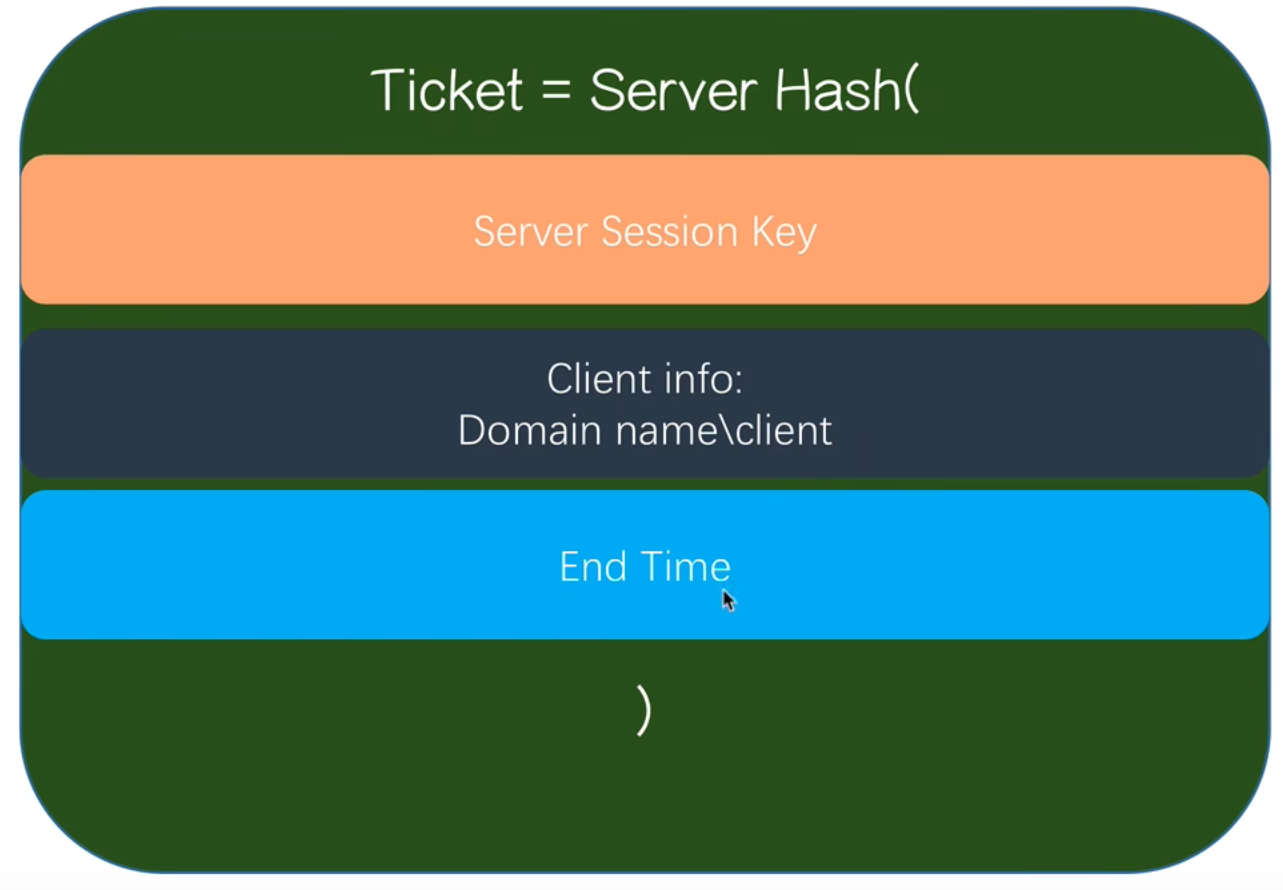 Ticket = Server Hash(
Server Session Key
Client info:
Domain name\client
End Time
)